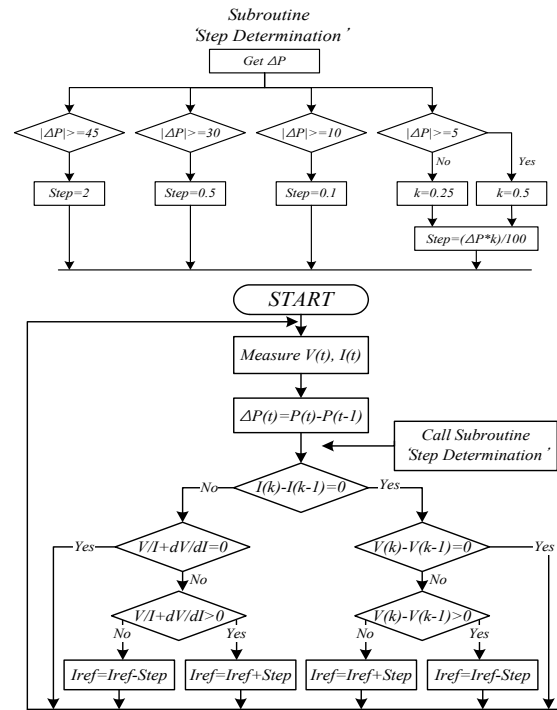 Subroutine
'Step Determination'
Get ΔP
|ΔP|>=45
|ΔP|>=30
|ΔP|>=10
|ΔP|>=5
No
Yes
Step=2
Step=0.5
Step=0.1
k=0.25
k=0.5
Step=(ΔP*k)/100
START
Measure V(t), I(t)
ΔP(t)=P(t)-P(t-1)
Call Subroutine
'Step Determination'
I(k)-I(k-1)=0
No
Yes
Yes
V/I+dV/dI=0
V(k)-V(k-1)=0
Yes
No
No
V/I+dV/dI>0
V(k)-V(k-1)>0
No
Yes
No
Yes
Iref=Iref-Step
Iref=Iref+Step
Iref=Iref+Step
Iref=Iref-Step